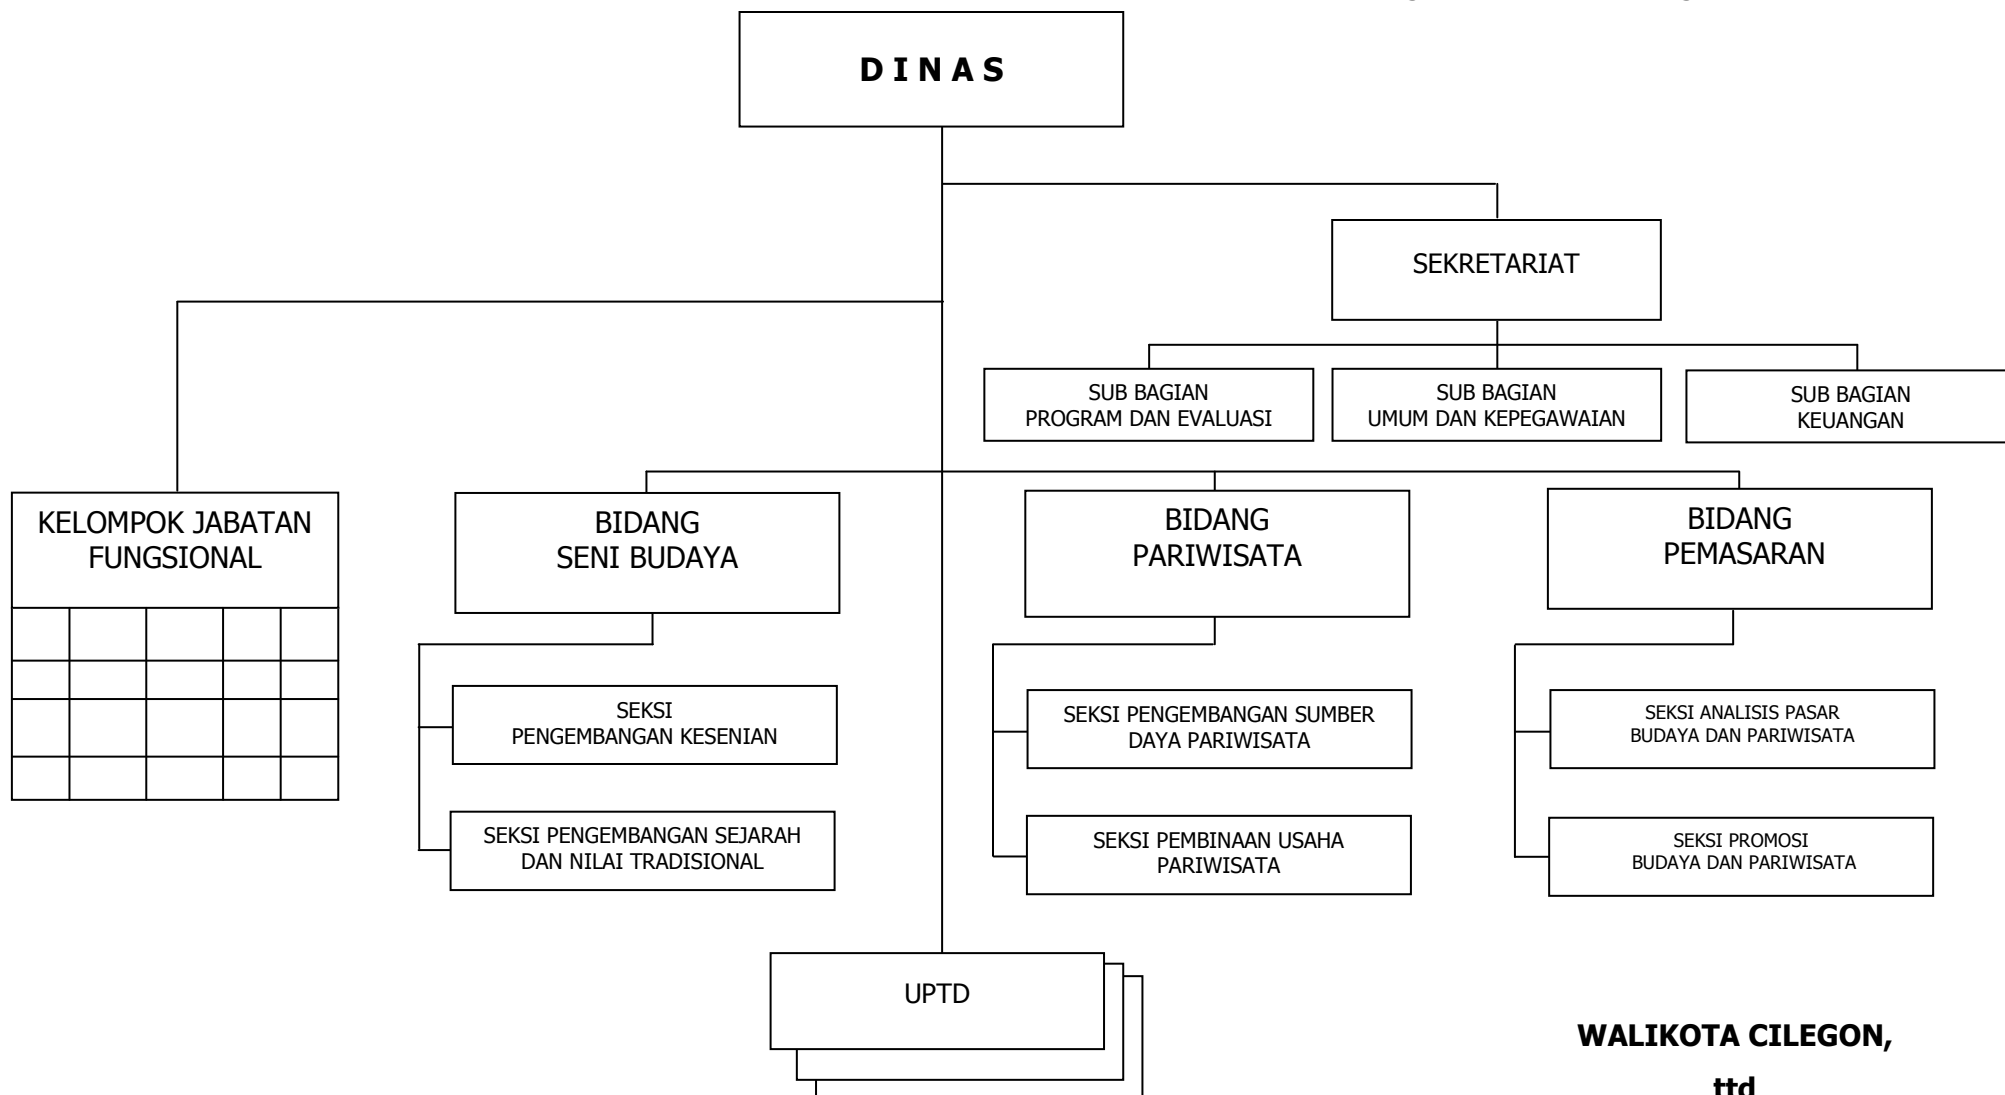 D I N A S
SEKRETARIAT
SUB BAGIAN
PROGRAM DAN EVALUASI
SUB BAGIAN
UMUM DAN KEPEGAWAIAN
SUB BAGIAN
KEUANGAN
KELOMPOK JABATAN
FUNGSIONAL
BIDANG
SENI BUDAYA
BIDANG
PARIWISATA
BIDANG
PEMASARAN
SEKSI
PENGEMBANGAN KESENIAN
SEKSI PENGEMBANGAN SUMBER
DAYA PARIWISATA
SEKSI ANALISIS PASAR
BUDAYA DAN PARIWISATA
SEKSI PENGEMBANGAN SEJARAH
DAN NILAI TRADISIONAL
SEKSI PEMBINAAN USAHA
PARIWISATA
SEKSI PROMOSI
BUDAYA DAN PARIWISATA
UPTD
WALIKOTA CILEGON,
ttd